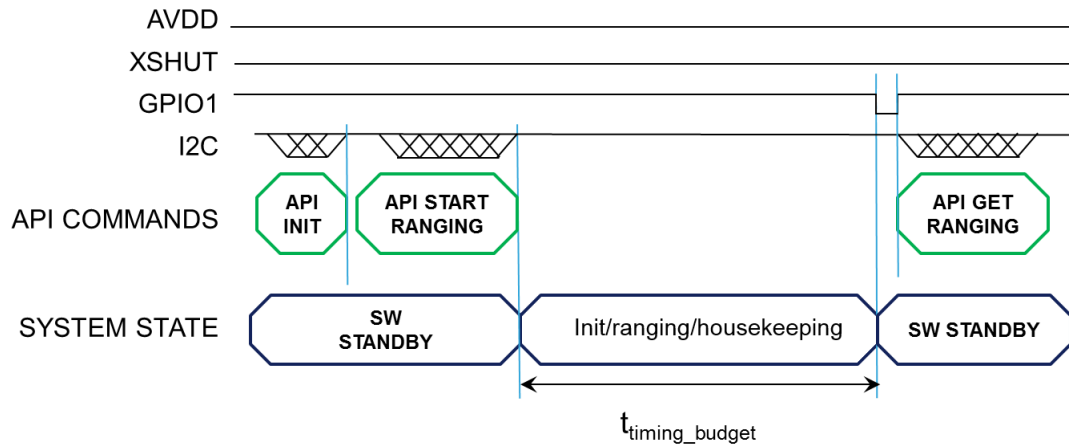 AVDD
XSHUT
GPIO1
I2C
API COMMANDS
API
INIT
API START
RANGING
API GET
RANGING
SYSTEM STATE
SW
STANDBY
Init/ranging/housekeeping
SW STANDBY
ttiming_budget